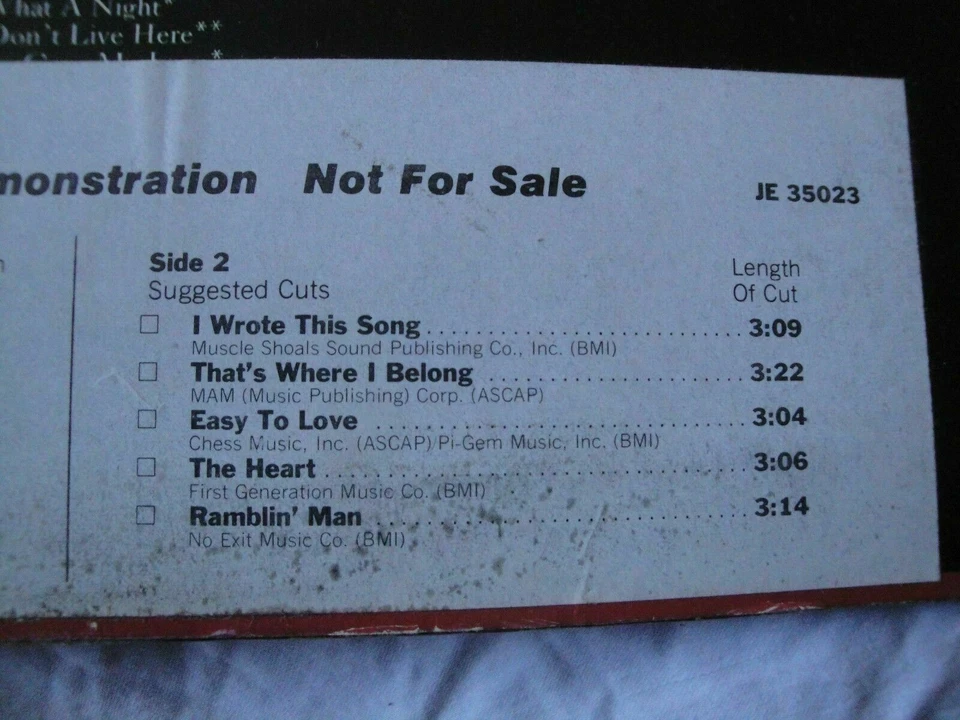 What A Night*
Don't Live Here**
monstration Not For Sale
JE 35023
Side 2
Suggested Cuts
Length
Of Cut
I Wrote This Song 3:09
Muscle Shoals Sound Publishing Co., Inc. (BMI)
That's Where I Belong 3:22
MAM (Music Publishing) Corp. (ASCAP)
Easy To Love 3:04
Chess Music, Inc. (ASCAP) Pi-Gem Music, Inc. (BMI)
The Heart 3:06
First Generation Music Co. (BMI)
Ramblin' Man 3:14
No Exit Music Co. (BMI)